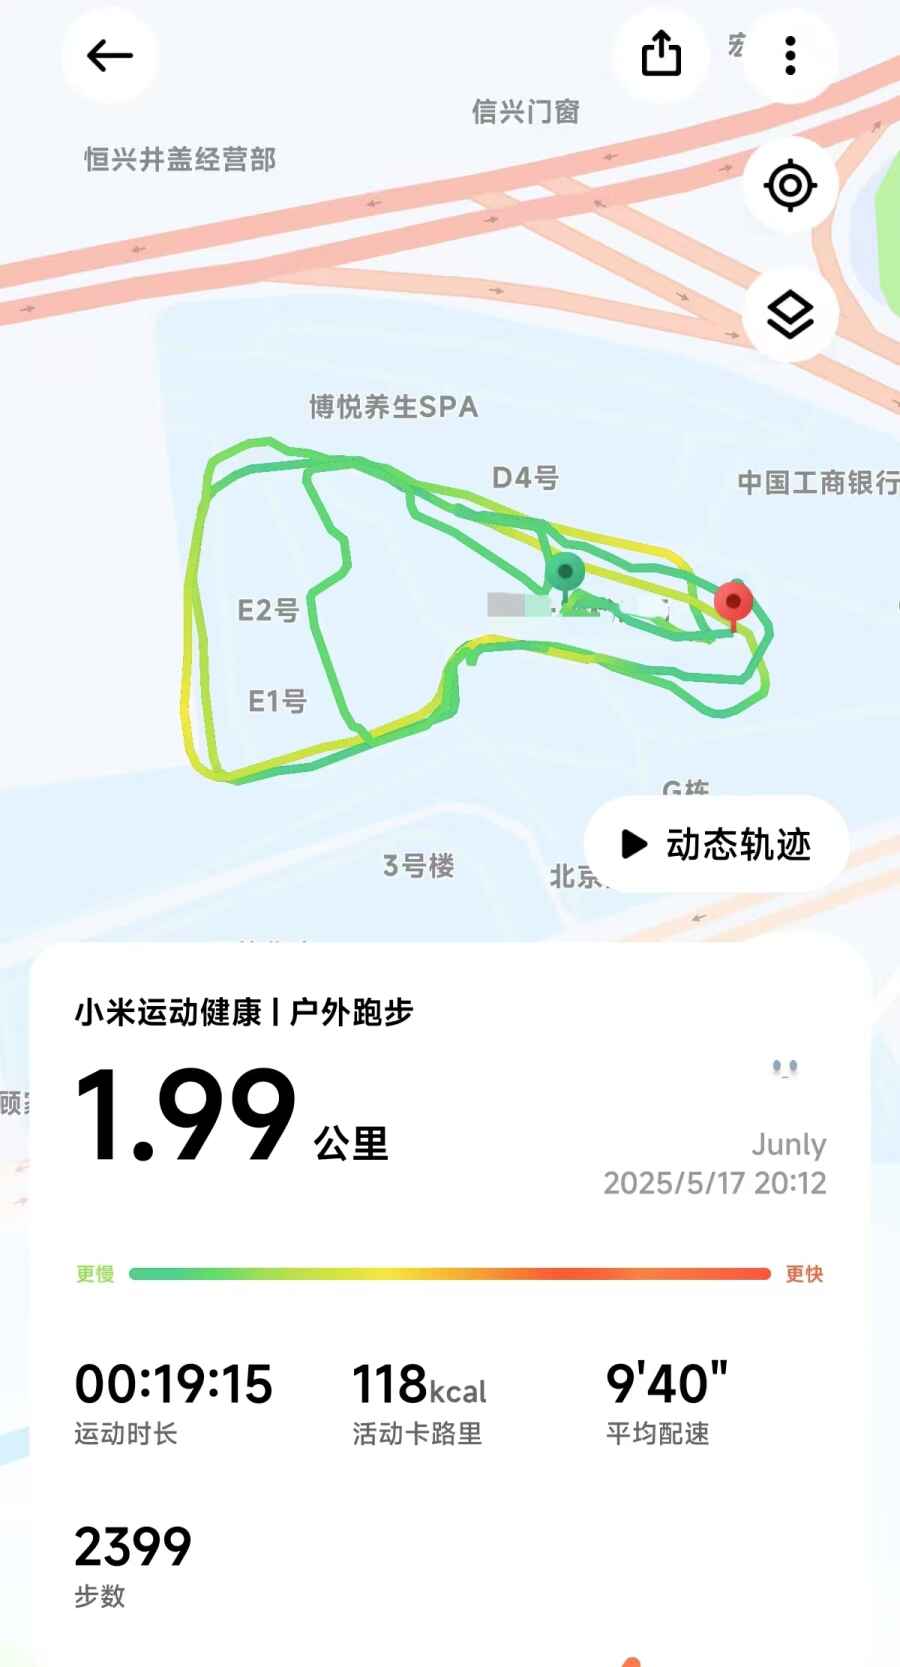 信兴门窗
恒兴井盖经营部
博悦养生SPA
D4号
中国工商银行
E2号
E1号
G栋
3号楼
北京
动态轨迹
小米运动健康 | 户外跑步
1.99 公里
Junly
2025/5/17 20:12
更慢
更快
00:19:15
118kcal
9'40"
运动时长
活动卡路里
平均配速
2399
步数